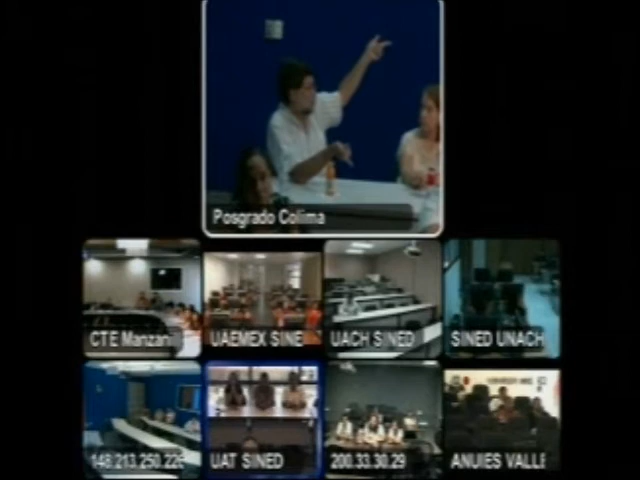 Posgrado Colima
CTE Manzani
UAEMEX SINE
UACH SINED
SINED UNACH
148.213.250.226
UAT SINED
200.33.30.29
ANUIES VALLE